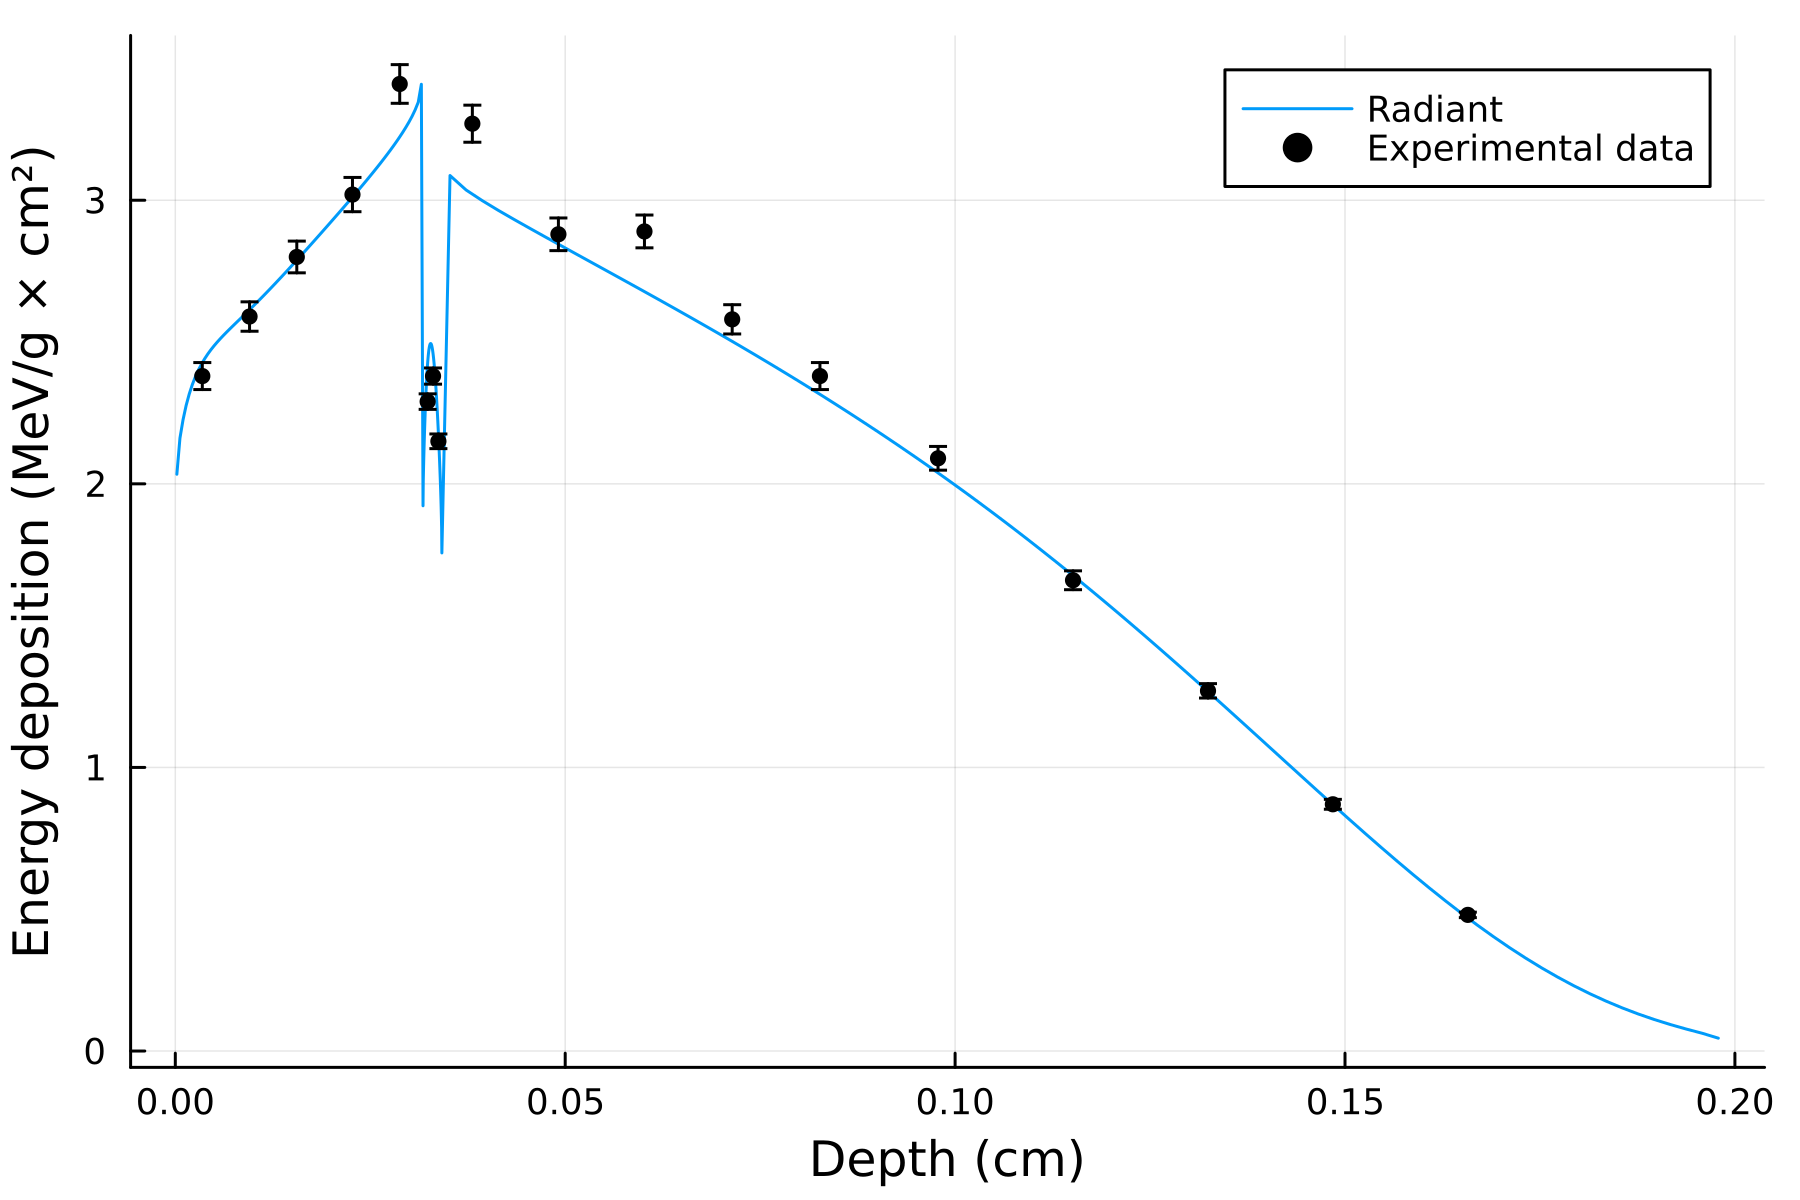 Radiant
Experimental data
Energy deposition (MeV/g × cm²)
3
2
1
0
0.00 0.05 0.10 0.15 0.20
Depth (cm)